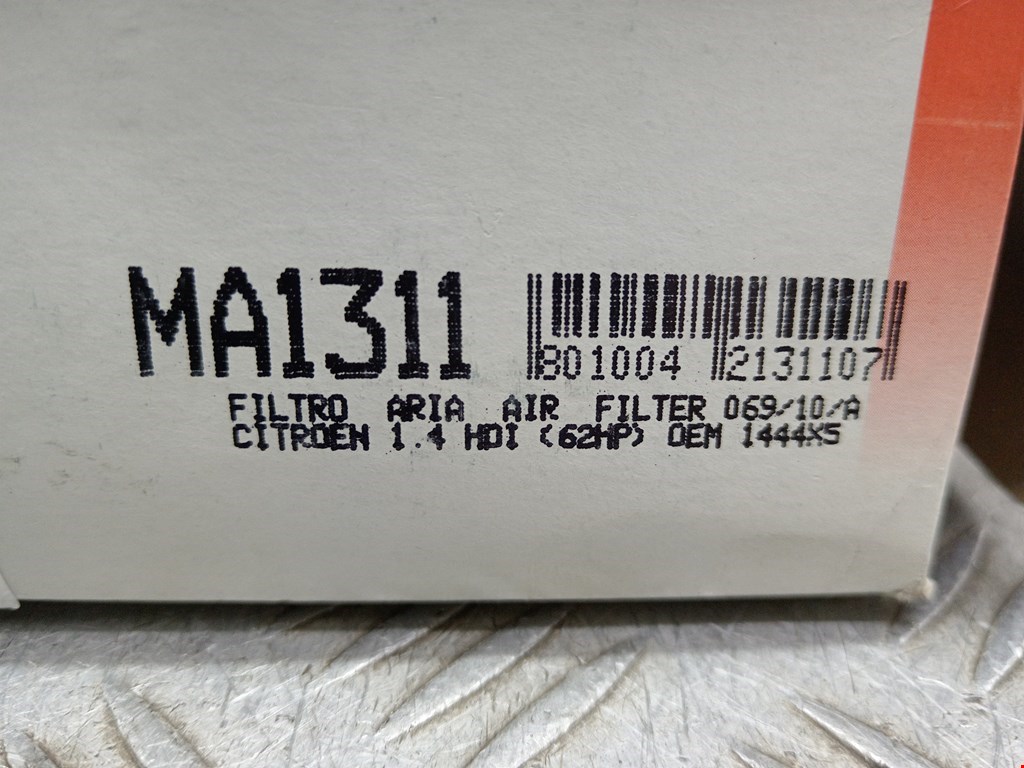 MA1311
801004 2131107
FILTRO ARIA AIR FILTER 069/10/A
CITROEN 1.4 HDI (62HP) OEM 1444X5